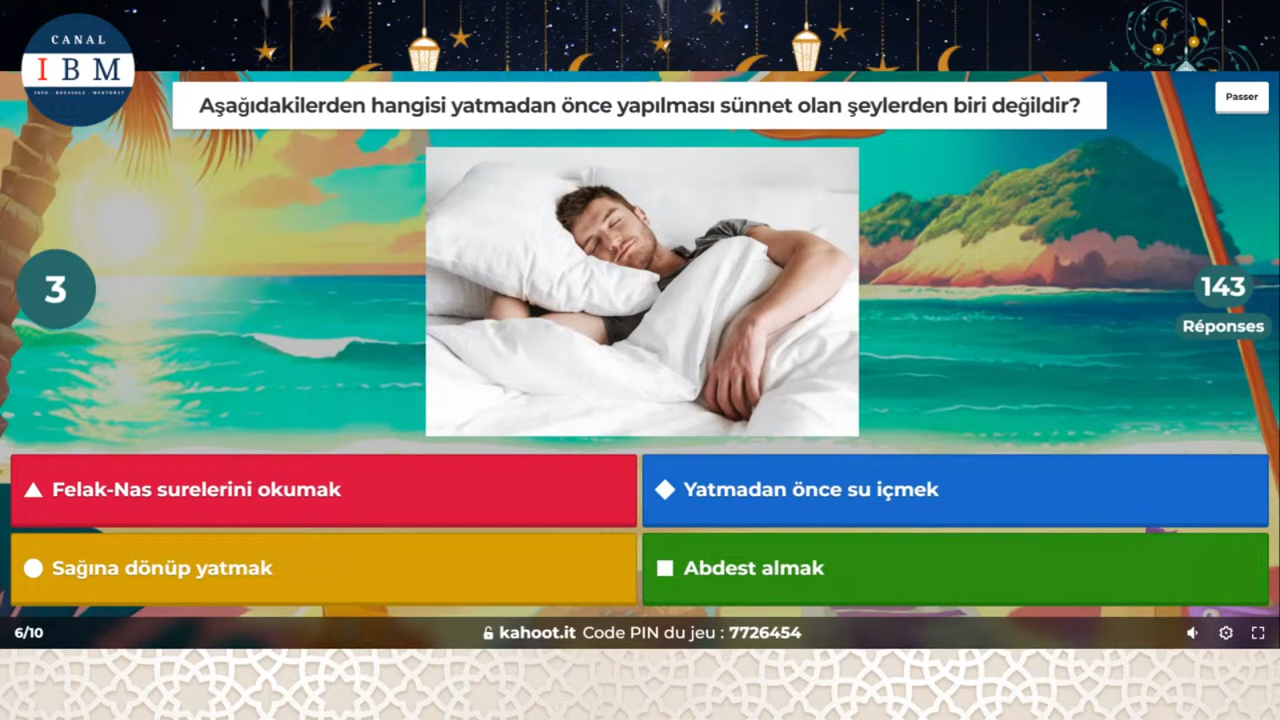 CANAL
IBM
Aşağıdakilerden hangisi yatmadan önce yapılması sünnet olan şeylerden biri değildir?
Passer
3
143
Réponses
Felak-Nas surelerini okumak
Yatmadan önce su içmek
Sağına dönüp yatmak
Abdest almak
6/10
kahoot.it Code PIN du jeu : 7726454